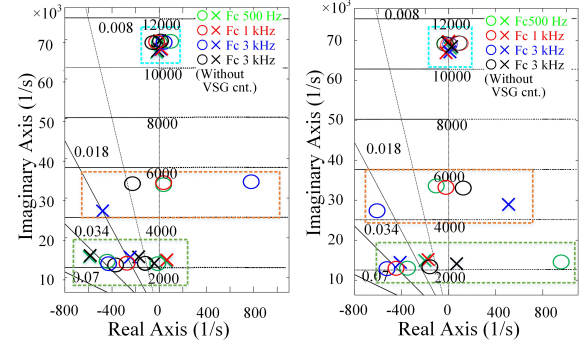 ×10³
0.008
12000
Fc 500 Hz
Fc 1 kHz
Fc 3 kHz
Fc 3 kHz
(Without
VSG cnt.)
70
60
50
40
30
20
10
10000
8000
0.018
6000
0.034
4000
0.07
2000
-800
-400
0
400
800
Imaginary Axis (1/s)
Real Axis (1/s)
×10³
0.008
12000
Fc500 Hz
Fc 1 kHz
Fc 3 kHz
Fc 3 kHz
(Without
VSG cnt.)
70
60
50
40
30
20
10
10000
8000
0.018
6000
0.034
4000
0.07
2000
-800
-400
0
400
800
Imaginary Axis (1/s)
Real Axis (1/s)